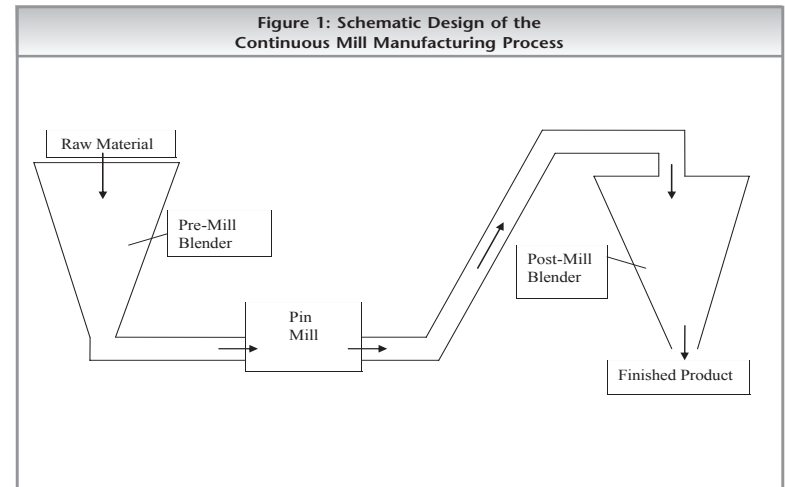 Figure 1: Schematic Design of the
Continuous Mill Manufacturing Process
Raw Material
Pre-Mill
Blender
Pin
Mill
Post-Mill
Blender
Finished Product